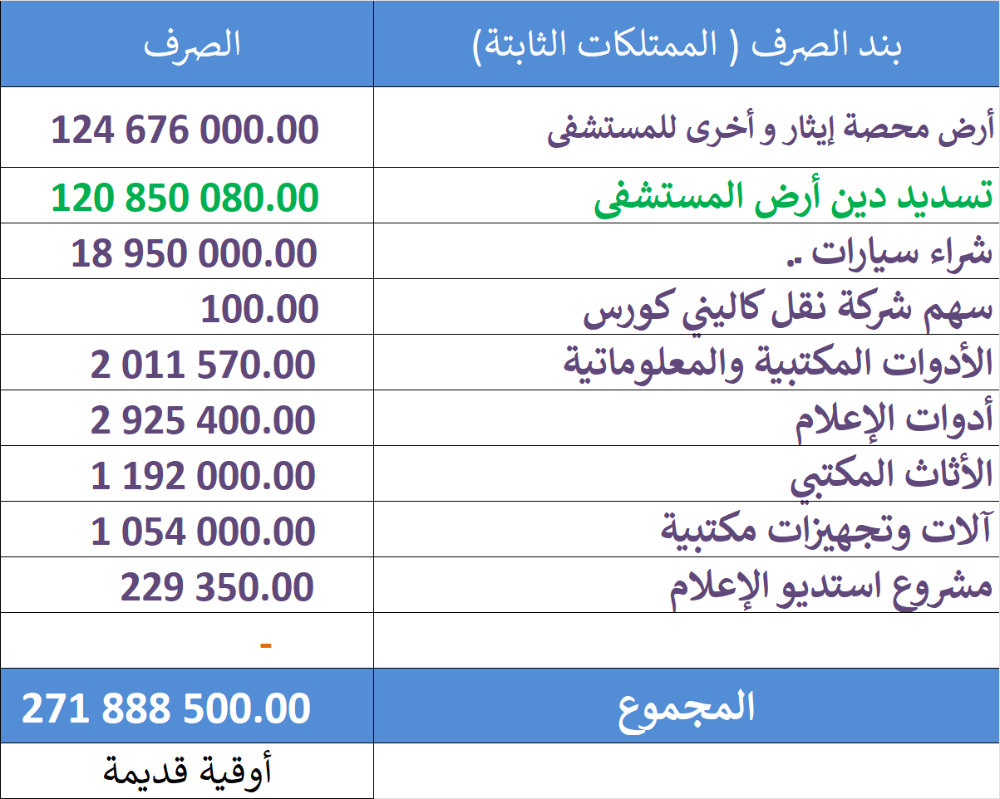 بند الصرف ( الممتلكات الثابتة) الصرف
أرض محصة إيثار و أخرى للمستشفى 124 676 000.00
تسديد دين أرض المستشفى 120 850 080.00
شراء سيارات .. 18 950 000.00
سهم شركة نقل كاليني كورس 100.00
الأدوات المكتبية والمعلوماتية 2 011 570.00
أدوات الإعلام 2 925 400.00
الأثاث المكتبي 1 192 000.00
آلات وتجهيزات مكتبية 1 054 000.00
مشروع استديو الإعلام 229 350.00
-
المجموع 271 888 500.00
أوقية قديمة